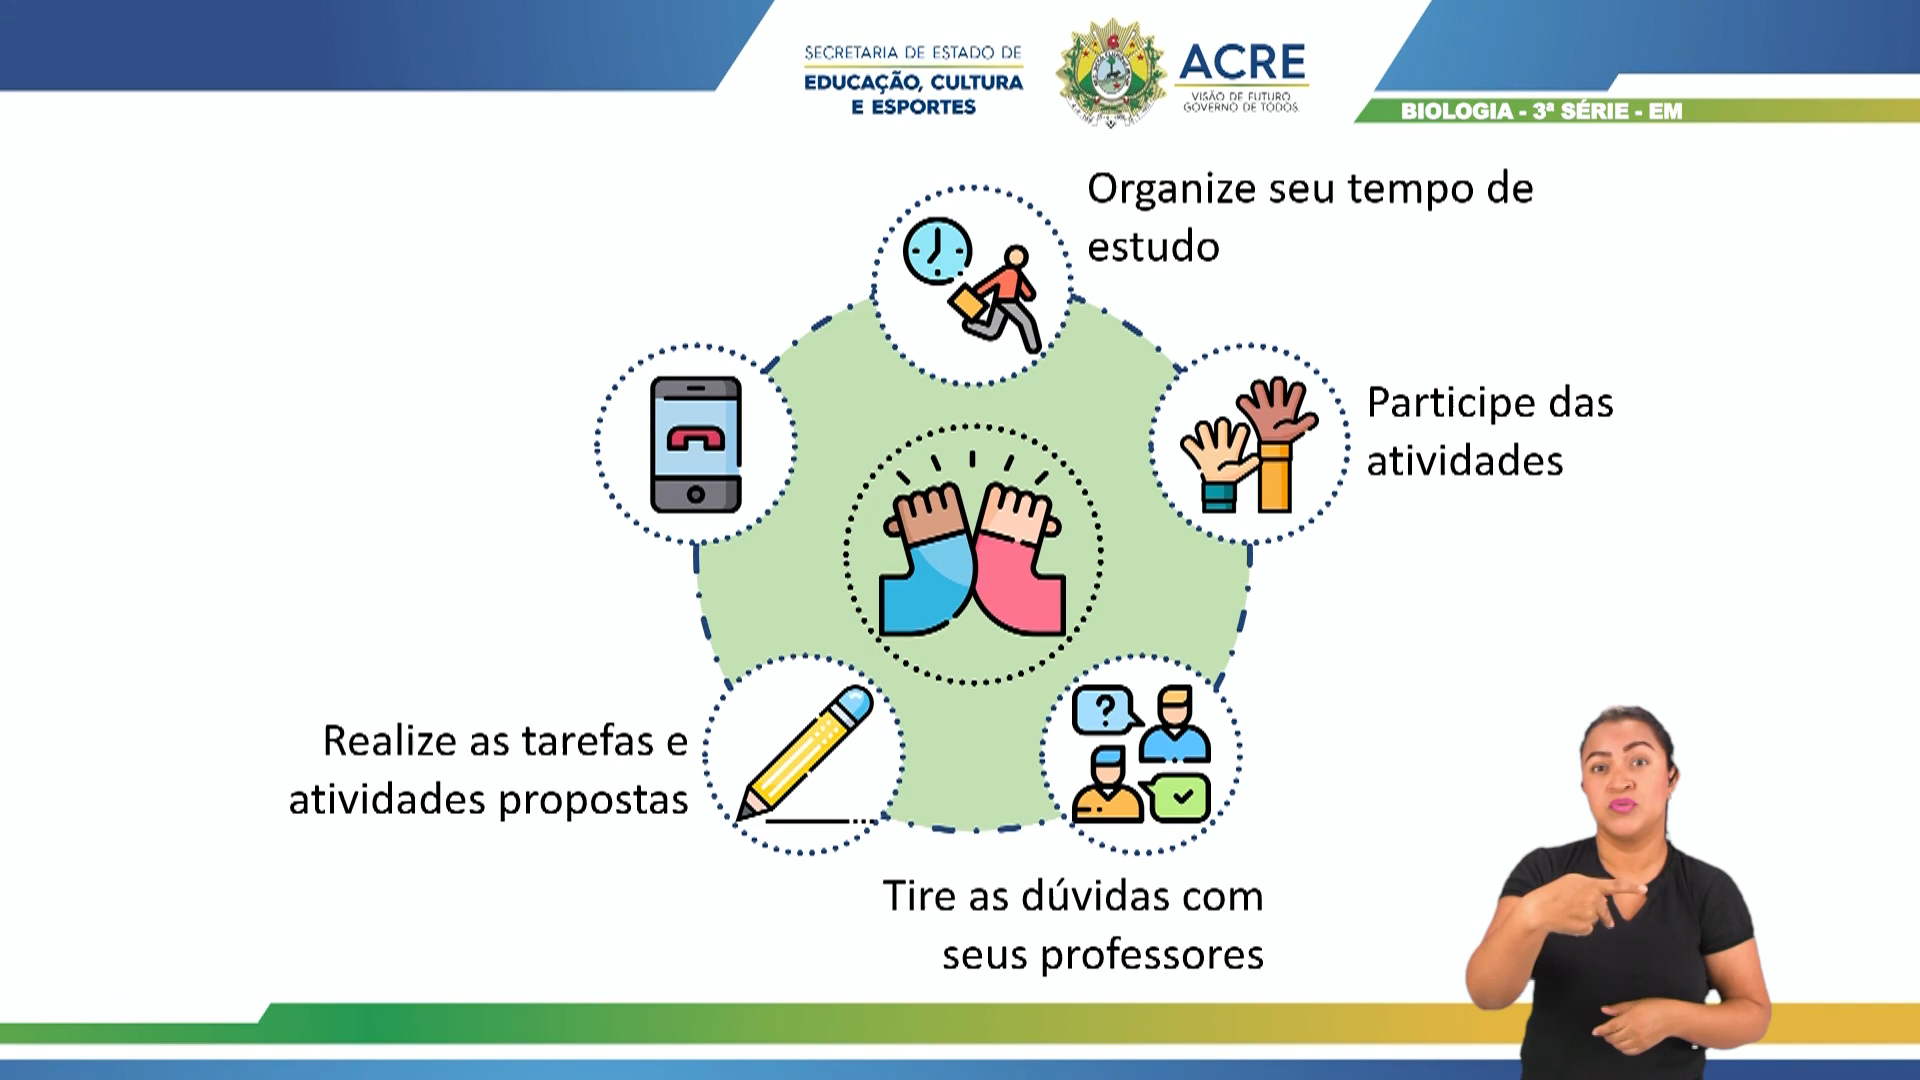 SECRETARIA DE ESTADO DE
EDUCAÇÃO, CULTURA
E ESPORTES
ACRE
VISÃO DE FUTURO
GOVERNO DE TODOS
BIOLOGIA - 3ª SÉRIE - EM
Organize seu tempo de
estudo
Participe das
atividades
?
Realize as tarefas e
atividades propostas
Tire as dúvidas com
seus professores